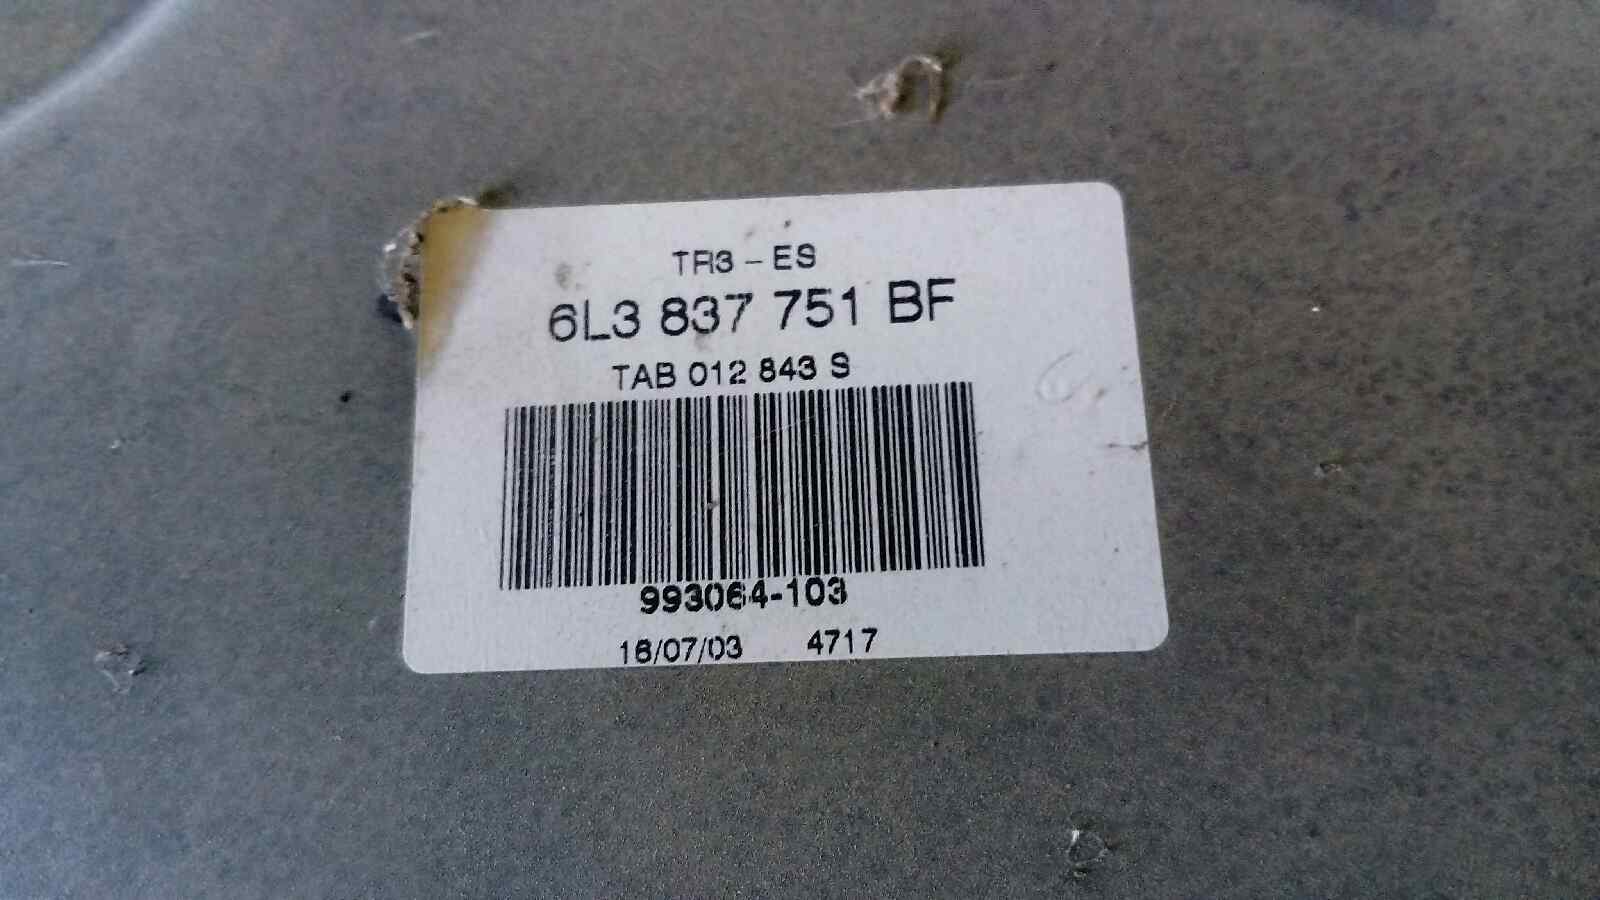 TR3 - ES
6L3 837 751 BF
TAB 012 843 S
993064-103
16/07/03 4717